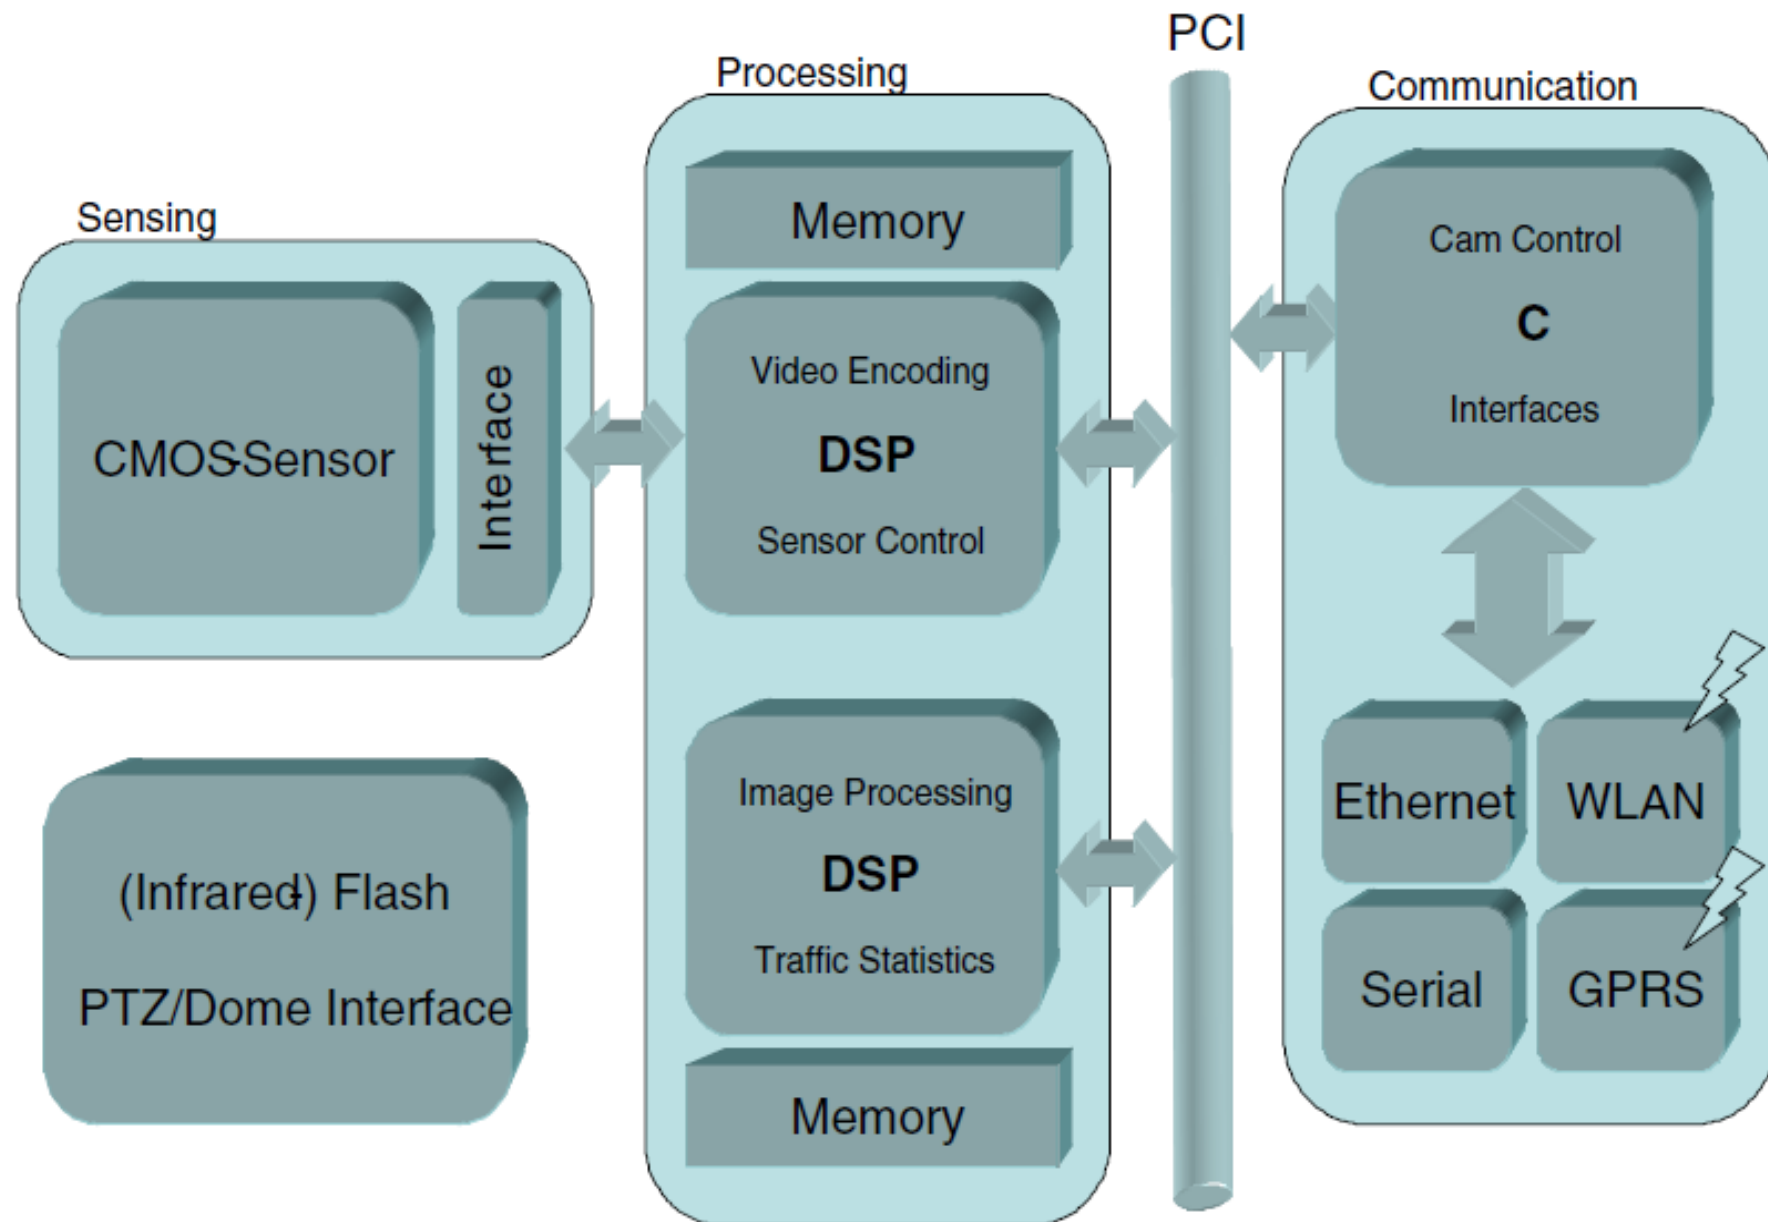 PCI
Sensing
CMOS-Sensor
Interface
(Infrared-) Flash
PTZ/Dome Interface
Processing
Memory
Video Encoding
DSP
Sensor Control
Image Processing
DSP
Traffic Statistics
Memory
Communication
Cam Control
C
Interfaces
Ethernet
WLAN
Serial
GPRS